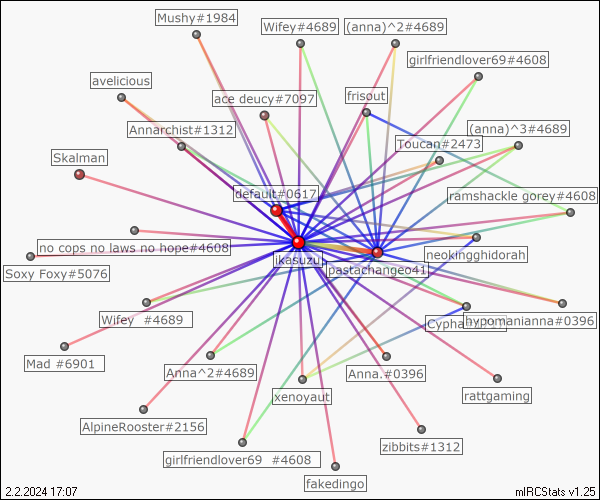 Mushy#1984
Wifey#4689
(anna)^2#4689
girlfriendlover69#4608
avelicious
ace deucy#7097
frisout
Annarchist#1312
(anna)^3#4689
Toucan#2473
Skalman
default#0617
ramshackle gorey#4608
no cops no laws no hope#4608
neokingghidorah
ikasuzu
pastachangeo41
Soxy Foxy#5076
Wifey  #4689
hypomanianna#0396
Mad #6901
Anna^2#4689
Anna.#0396
xenoyaut
rattgaming
AlpineRooster#2156
zibbits#1312
girlfriendlover69  #4608
fakedingo
2.2.2024 17:07
mIRCStats v1.25